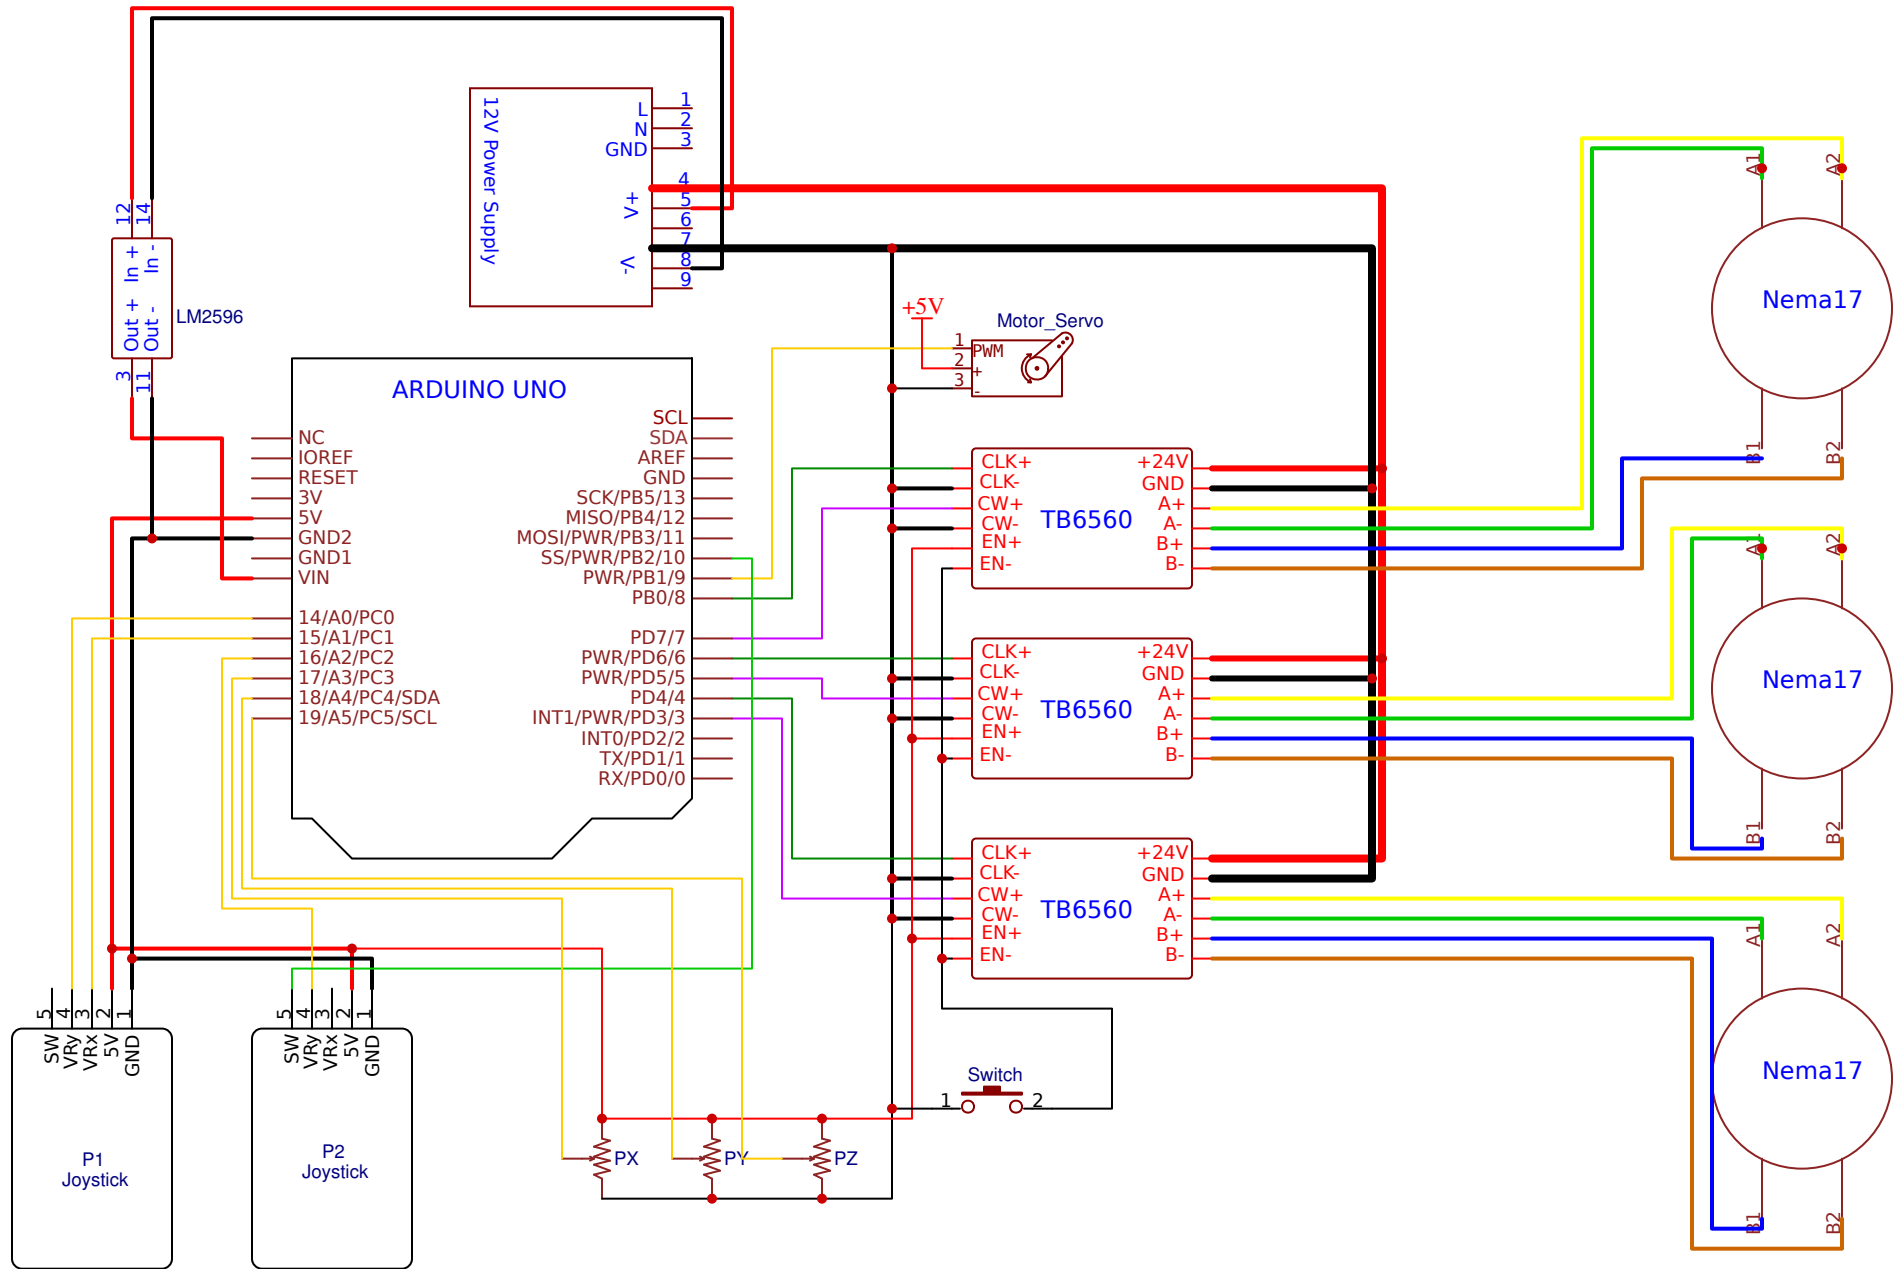 12V Power Supply
L
N
GND
V+
V-
1
2
3
4
5
6
7
8
9
12
14
In +
In -
Out +
Out -
3
11
LM2596
+5V
Motor_Servo
1
2
3
PWM
+
-
ARDUINO UNO
NC
IOREF
RESET
3V
5V
GND2
GND1
VIN
14/A0/PC0
15/A1/PC1
16/A2/PC2
17/A3/PC3
18/A4/PC4/SDA
19/A5/PC5/SCL
SCL
SDA
AREF
GND
SCK/PB5/13
MISO/PB4/12
MOSI/PWR/PB3/11
SS/PWR/PB2/10
PWR/PB1/9
PB0/8
PD7/7
PWR/PD6/6
PWR/PD5/5
PD4/4
INT1/PWR/PD3/3
INT0/PD2/2
TX/PD1/1
RX/PD0/0
CLK+
CLK-
CW+
CW-
EN+
EN-
TB6560
+24V
GND
A+
A-
B+
B-
CLK+
CLK-
CW+
CW-
EN+
EN-
TB6560
+24V
GND
A+
A-
B+
B-
CLK+
CLK-
CW+
CW-
EN+
EN-
TB6560
+24V
GND
A+
A-
B+
B-
A1
A2
Nema17
B1
B2
A1
A2
Nema17
B1
B2
A1
A2
Nema17
B1
B2
5
4
3
2
1
SW
VRy
VRx
5V
GND
P1
Joystick
5
4
3
2
1
SW
VRy
VRx
5V
GND
P2
Joystick
PX
PY
PZ
Switch
1
2